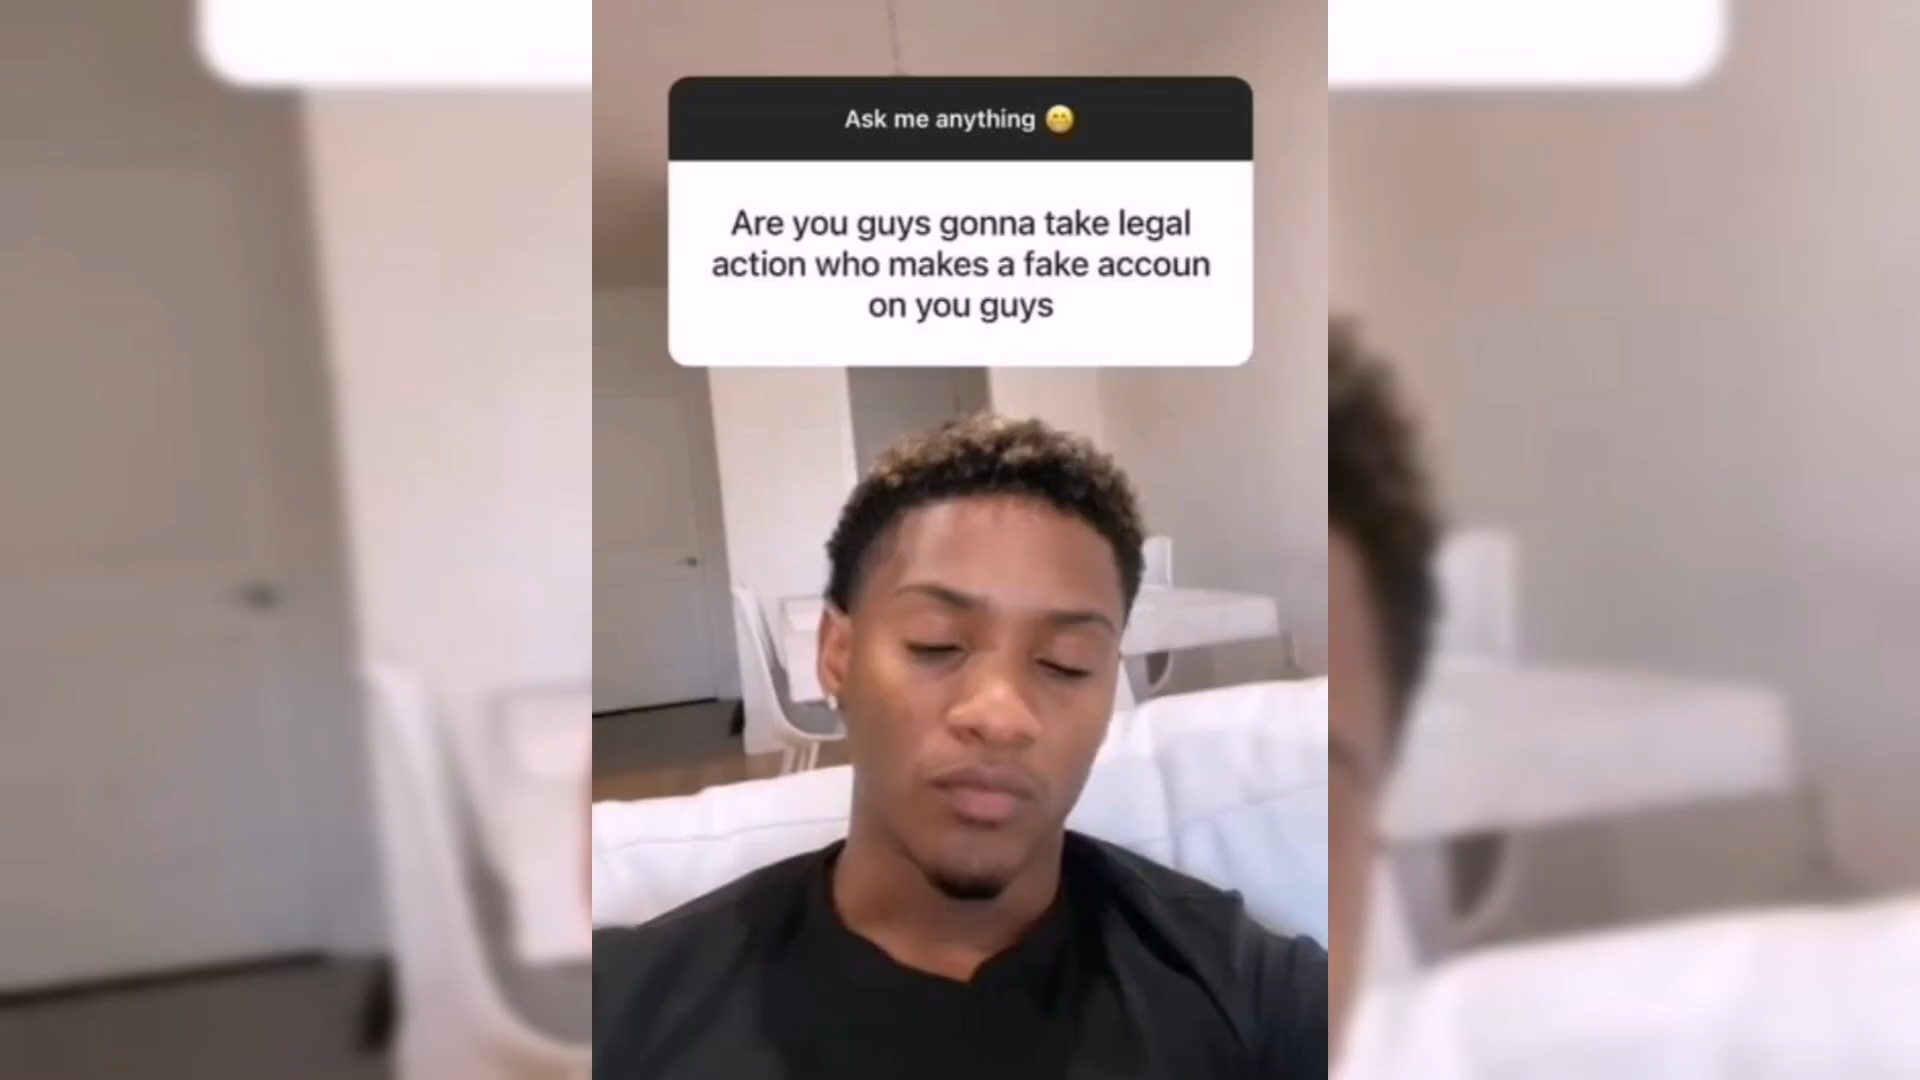 Ask me anything 😁
Are you guys gonna take legal
action who makes a fake accoun
on you guys